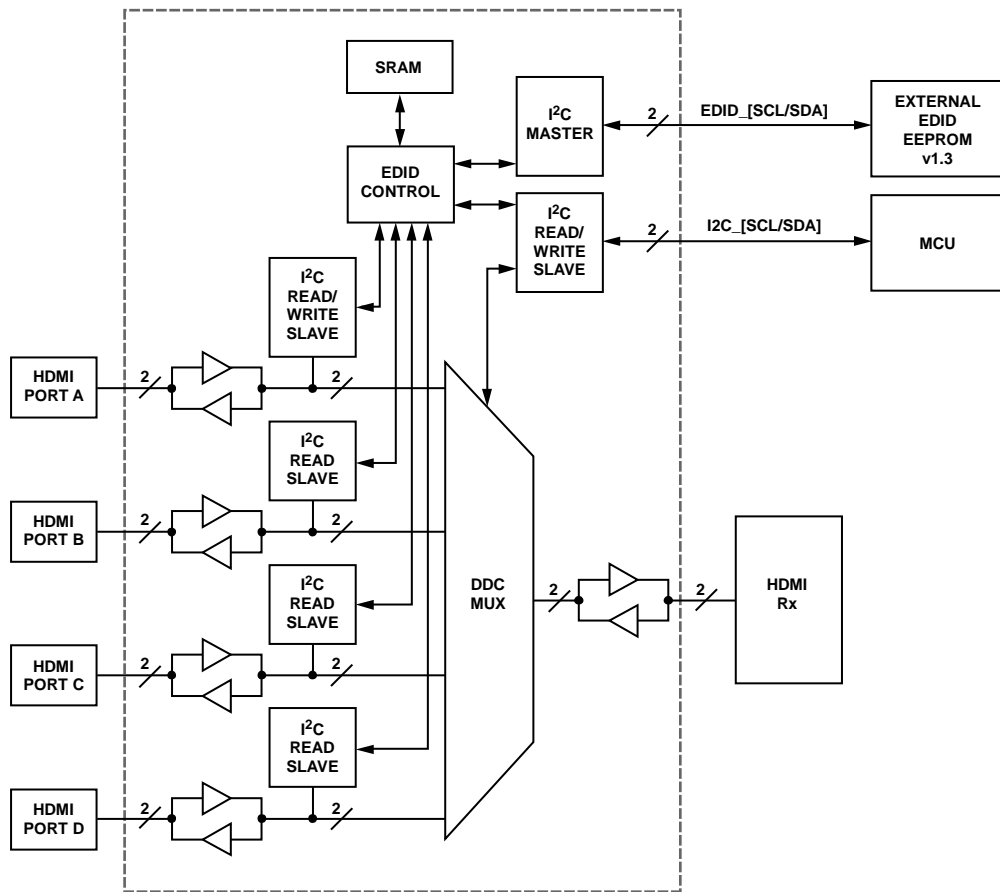 SRAM
I²C
MASTER
2
EDID_[SCL/SDA]
EXTERNAL
EDID
EEPROM
v1.3
EDID
CONTROL
I²C
READ/
WRITE
SLAVE
2
I2C_[SCL/SDA]
MCU
I²C
READ/
WRITE
SLAVE
HDMI
PORT A
2
2
I²C
READ
SLAVE
HDMI
PORT B
2
2
DDC
MUX
2
2
HDMI
Rx
I²C
READ
SLAVE
HDMI
PORT C
2
2
I²C
READ
SLAVE
HDMI
PORT D
2
2